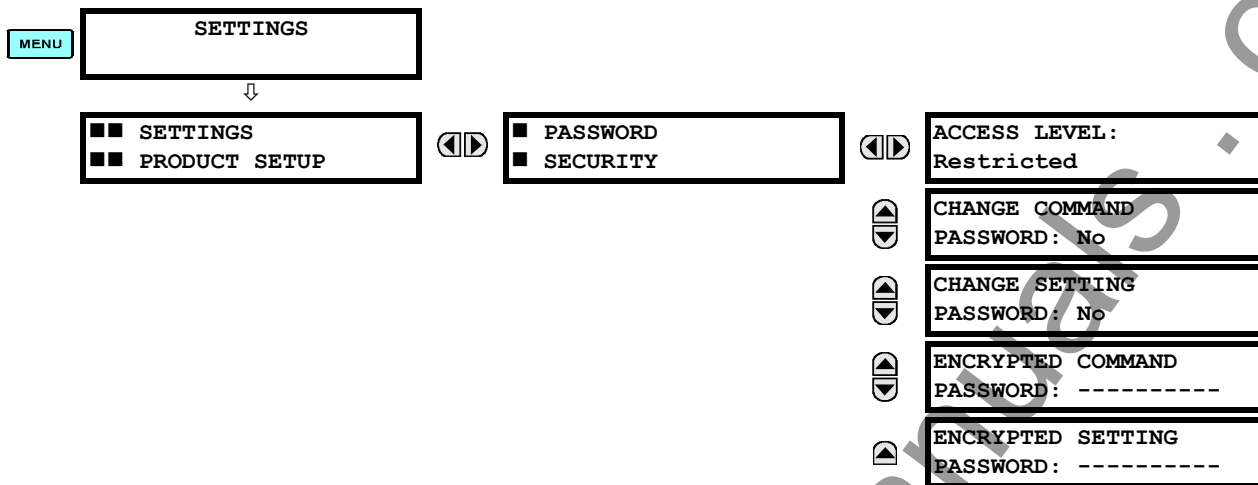 MENU
SETTINGS
■■ SETTINGS
■■ PRODUCT SETUP
■ PASSWORD
■ SECURITY
ACCESS LEVEL:
Restricted
CHANGE COMMAND
PASSWORD: No
CHANGE SETTING
PASSWORD: No
ENCRYPTED COMMAND
PASSWORD: ----------
ENCRYPTED SETTING
PASSWORD: ----------